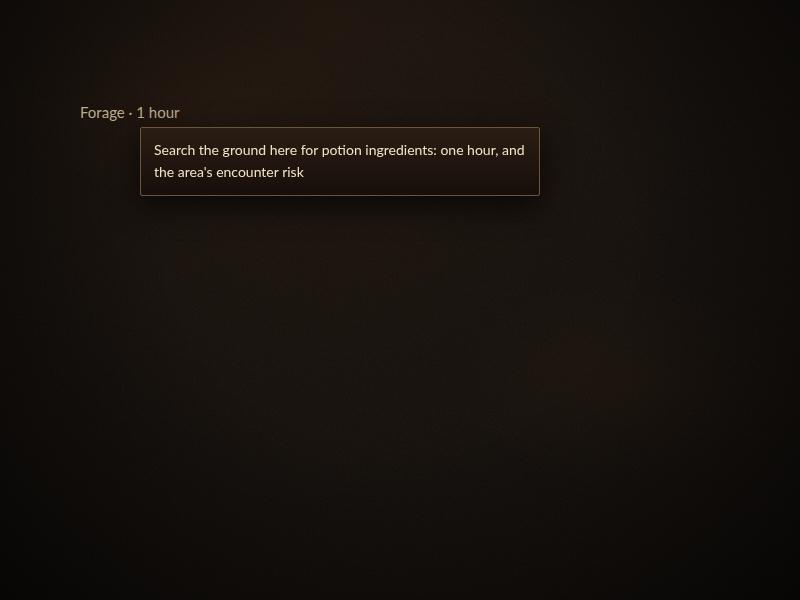 Forage · 1 hour
Search the ground here for potion ingredients: one hour, and
the area's encounter risk